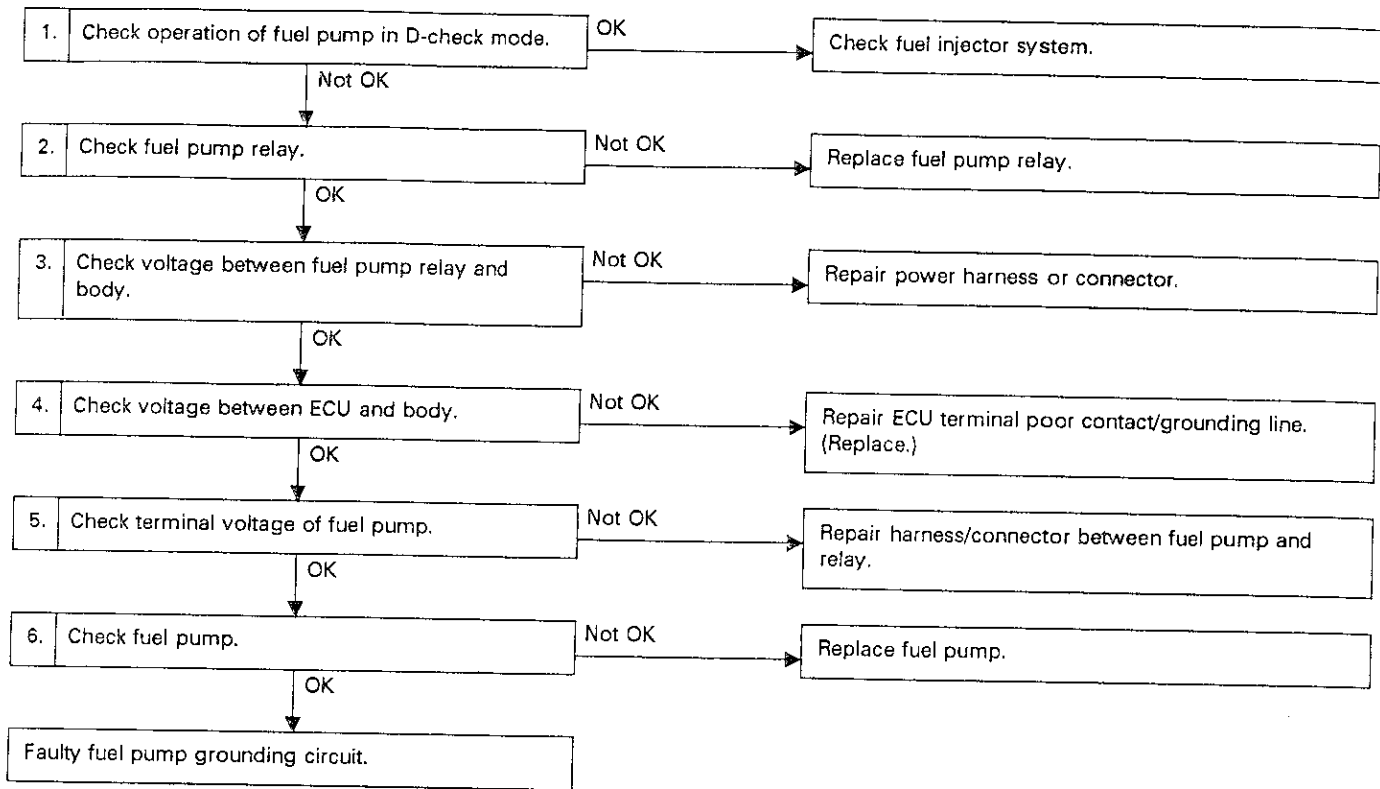 1. Check operation of fuel pump in D-check mode.
OK
Check fuel injector system.
Not OK
2. Check fuel pump relay.
Not OK
Replace fuel pump relay.
OK
3. Check voltage between fuel pump relay and
body.
Not OK
Repair power harness or connector.
OK
4. Check voltage between ECU and body.
Not OK
Repair ECU terminal poor contact/grounding line.
(Replace.)
OK
5. Check terminal voltage of fuel pump.
Not OK
Repair harness/connector between fuel pump and
relay.
OK
6. Check fuel pump.
Not OK
Replace fuel pump.
OK
Faulty fuel pump grounding circuit.